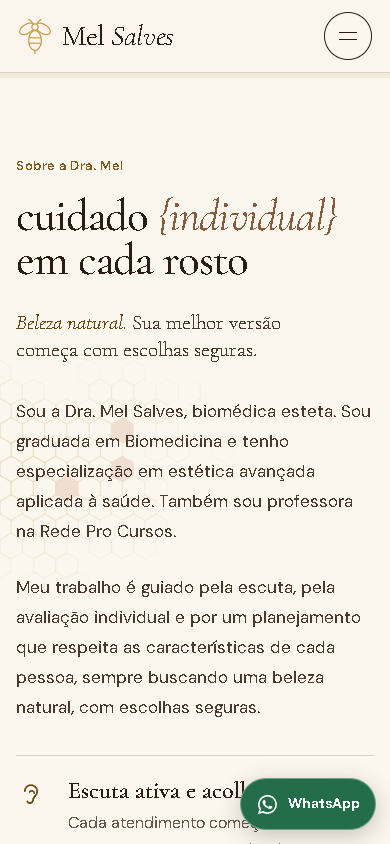 Mel Salves
Sobre a Dra. Mel
cuidado {individual}
em cada rosto
Beleza natural. Sua melhor versão
começa com escolhas seguras.
Sou a Dra. Mel Salves, biomédica esteta. Sou
graduada em Biomedicina e tenho
especialização em estética avançada
aplicada à saúde. Também sou professora
na Rede Pro Cursos.
Meu trabalho é guiado pela escuta, pela
avaliação individual e por um planejamento
que respeita as características de cada
pessoa, sempre buscando uma beleza
natural, com escolhas seguras.
Escuta ativa e
WhatsApp
Cada atendimento